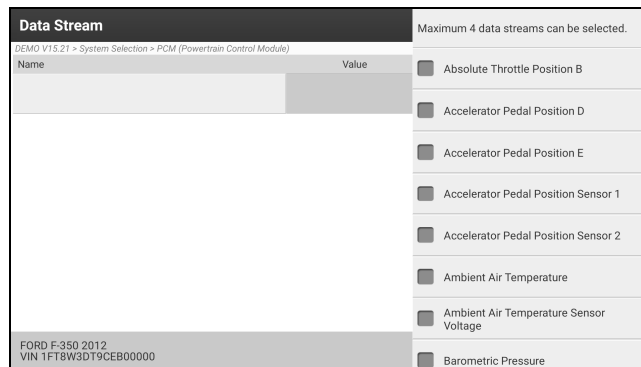 Data Stream
DEMO V15.21 > System Selection > PCM (Powertrain Control Module)
Name Value
FORD F-350 2012
VIN 1FT8W3DT9CEB00000
Maximum 4 data streams can be selected.
Absolute Throttle Position B
Accelerator Pedal Position D
Accelerator Pedal Position E
Accelerator Pedal Position Sensor 1
Accelerator Pedal Position Sensor 2
Ambient Air Temperature
Ambient Air Temperature Sensor
Voltage
Barometric Pressure